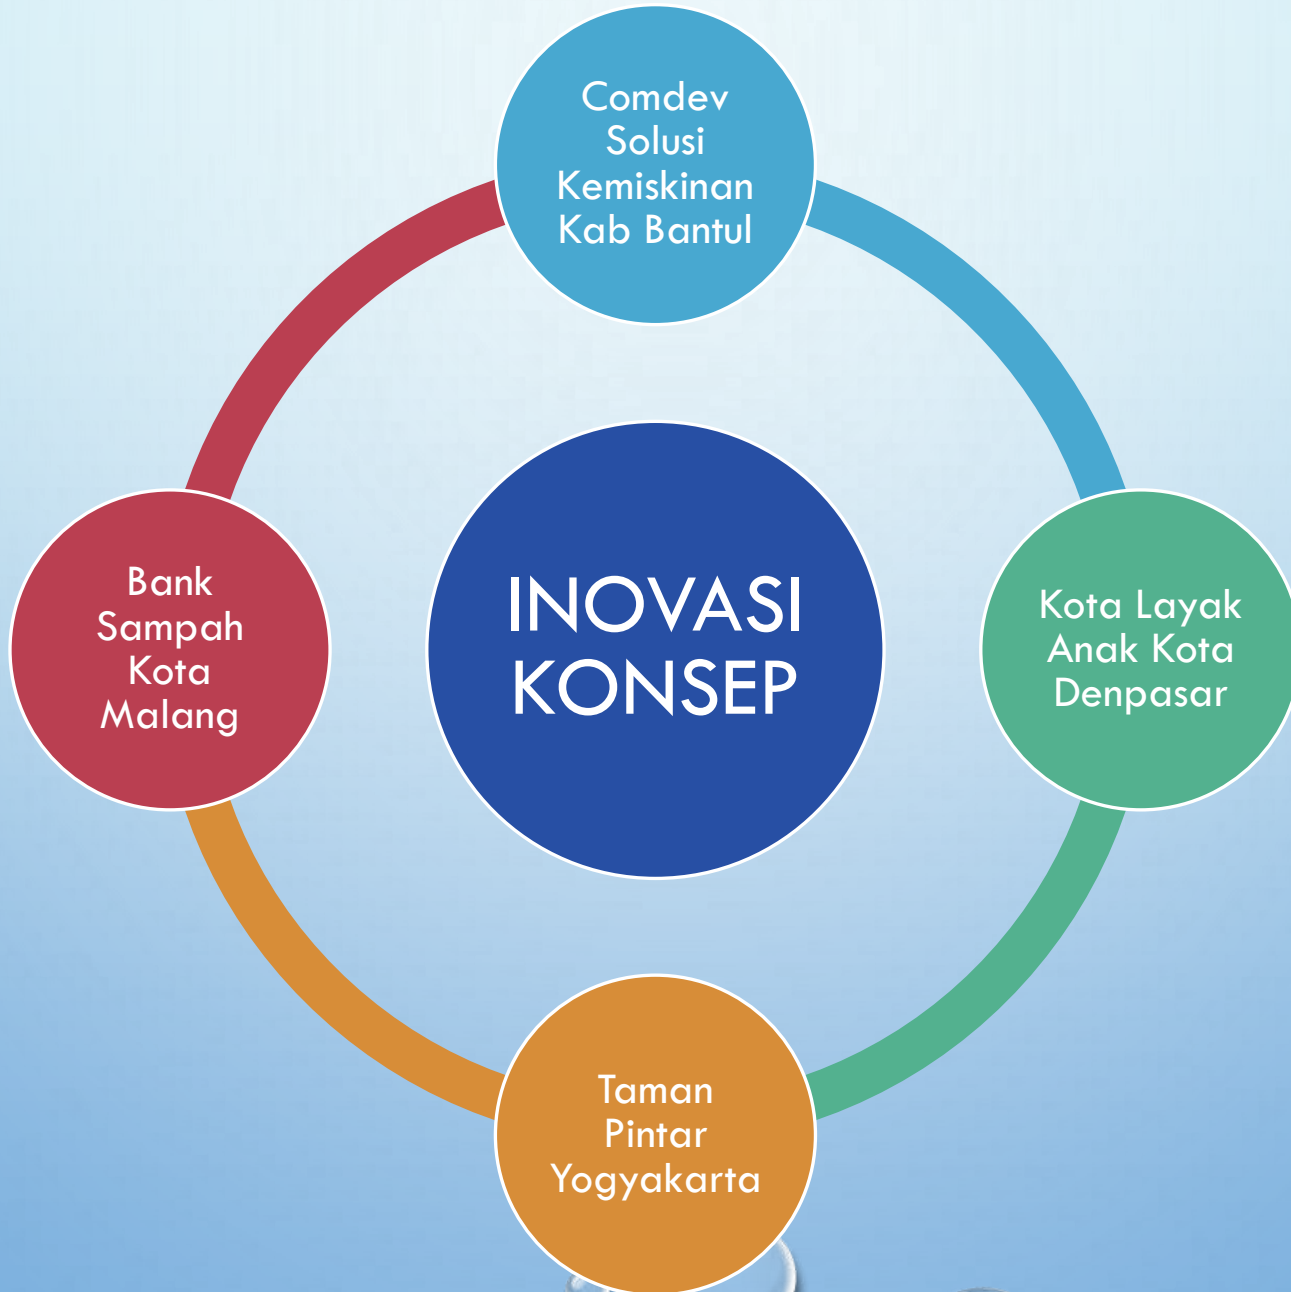 Comdev
Solusi
Kemiskinan
Kab Bantul
INOVASI
KONSEP
Kota Layak
Anak Kota
Denpasar
Taman
Pintar
Yogyakarta
Bank
Sampah
Kota
Malang